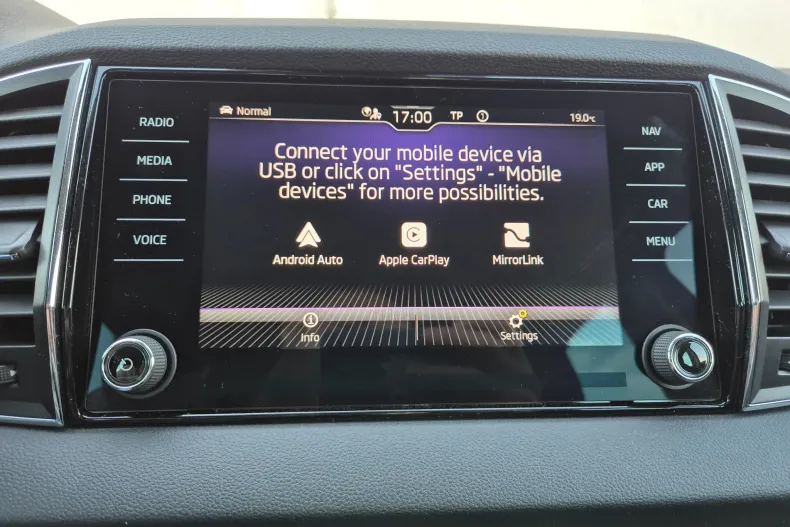 Normal 17:00 TP 19.0°C
RADIO
MEDIA
PHONE
VOICE
Connect your mobile device via
USB or click on "Settings" - "Mobile
devices" for more possibilities.
Android Auto Apple CarPlay MirrorLink
Info Settings
NAV
APP
CAR
MENU